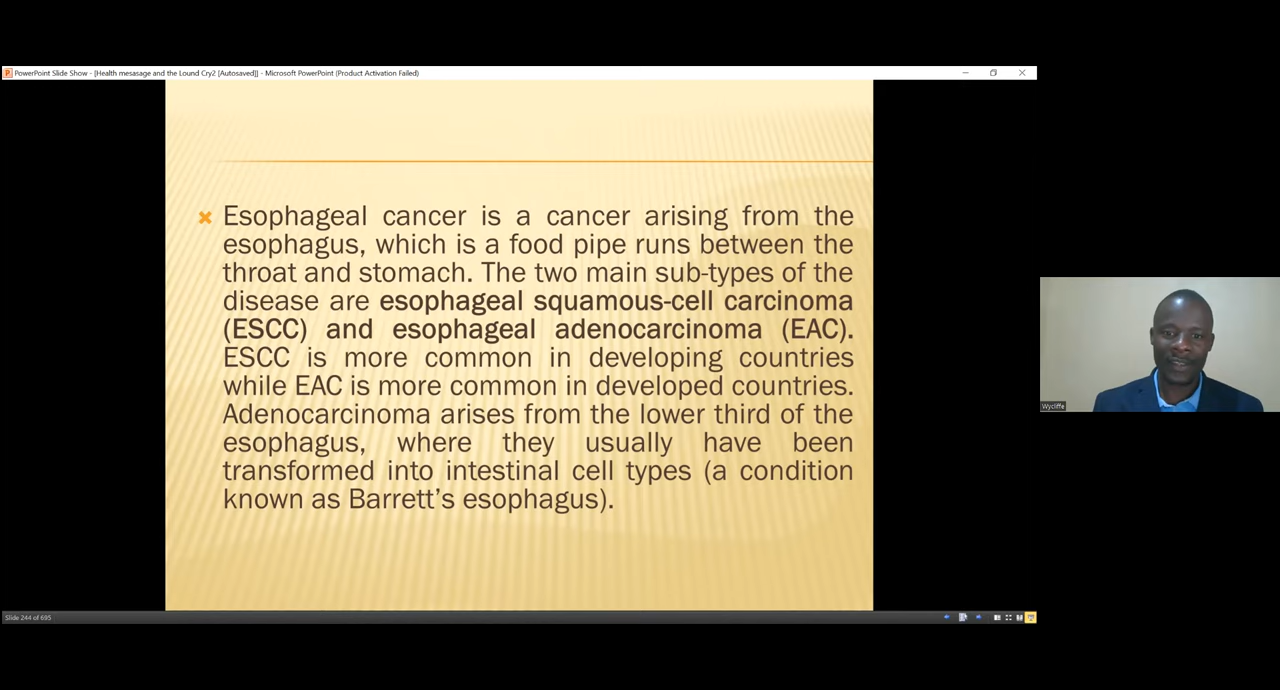 PowerPoint Slide Show - [Health mesasage and the Lound Cry2 [Autosaved]] - Microsoft PowerPoint (Product Activation Failed)
Esophageal cancer is a cancer arising from the
esophagus, which is a food pipe runs between the
throat and stomach. The two main sub-types of the
disease are esophageal squamous-cell carcinoma
(ESCC) and esophageal adenocarcinoma (EAC).
ESCC is more common in developing countries
while EAC is more common in developed countries.
Adenocarcinoma arises from the lower third of the
esophagus, where they usually have been
transformed into intestinal cell types (a condition
known as Barrett’s esophagus).
Wycliffe
Slide 244 of 695